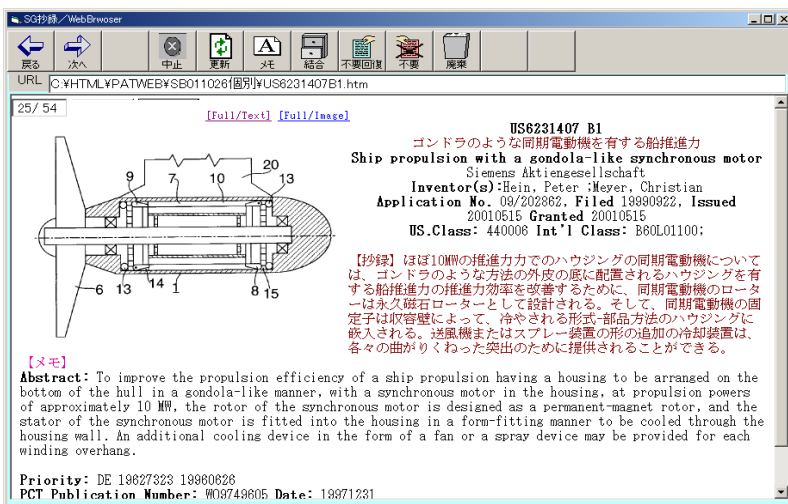 SG抄録／WebBrwoser
戻る 次へ 中止 更新 メモ 結合 不要回復 不要 廃棄
URL C:¥HTML¥PATWEB¥SB011026個別¥US6231407B1.htm
25/ 54
[Full/Text] [Full/Image]
US6231407 B1
ゴンドラのような同期電動機を有する船推進力
Ship propulsion with a gondola-like synchronous motor
Siemens Aktiengesellschaft
Inventor(s):Hein, Peter ;Meyer, Christian
Application No. 09/202862, Filed 19990922, Issued
20010515 Granted 20010515
US.Class: 440006 Int'l Class: B60L01100;
9 7 10 20 13
6 13 14 1 8 15
【抄録】ほぼ10MWの推進力力でのハウジングの同期電動機について
は、ゴンドラのような方法の外皮の底に配置されるハウジングを有
する船推進力の推進力効率を改善するために、同期電動機のロータ
ーは永久磁石ローターとして設計される。そして、同期電動機の固
定子は収容壁によって、冷やされる形式-部品方法のハウジングに
嵌入される。送風機またはスプレー装置の形の追加の冷却装置は、
各々の曲がりくねった突出のために提供されることができる。
【メモ】
Abstract: To improve the propulsion efficiency of a ship propulsion having a housing to be arranged on the
bottom of the hull in a gondola-like manner, with a synchronous motor in the housing, at propulsion powers
of approximately 10 MW, the rotor of the synchronous motor is designed as a permanent-magnet rotor, and the
stator of the synchronous motor is fitted into the housing in a form-fitting manner to be cooled through the
housing wall. An additional cooling device in the form of a fan or a spray device may be provided for each
winding overhang.
Priority: DE 19627323 19960626
PCT Publication Number: WO9749605 Date: 19971231